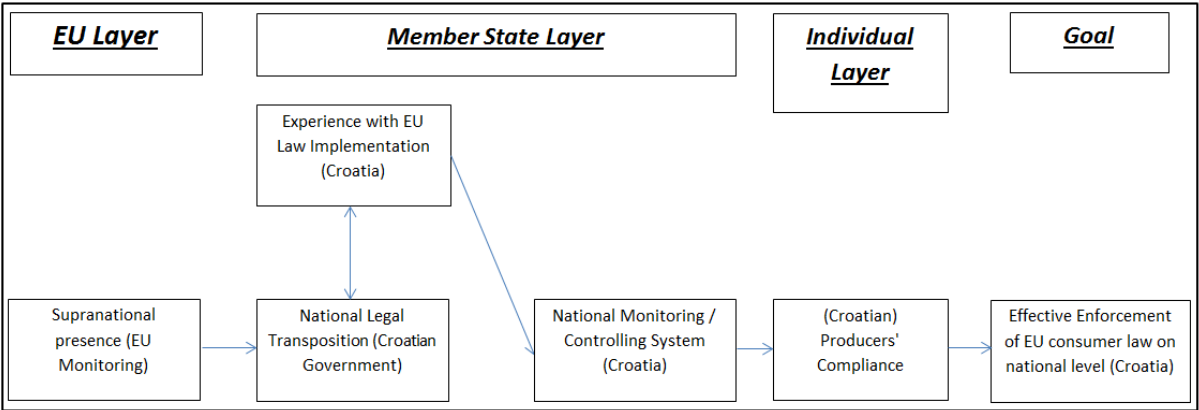 EU Layer
Member State Layer
Individual
Layer
Goal
Experience with EU
Law Implementation
(Croatia)
Supranational
presence (EU
Monitoring)
National Legal
Transposition (Croatian
Government)
National Monitoring /
Controlling System
(Croatia)
(Croatian)
Producers'
Compliance
Effective Enforcement
of EU consumer law on
national level (Croatia)